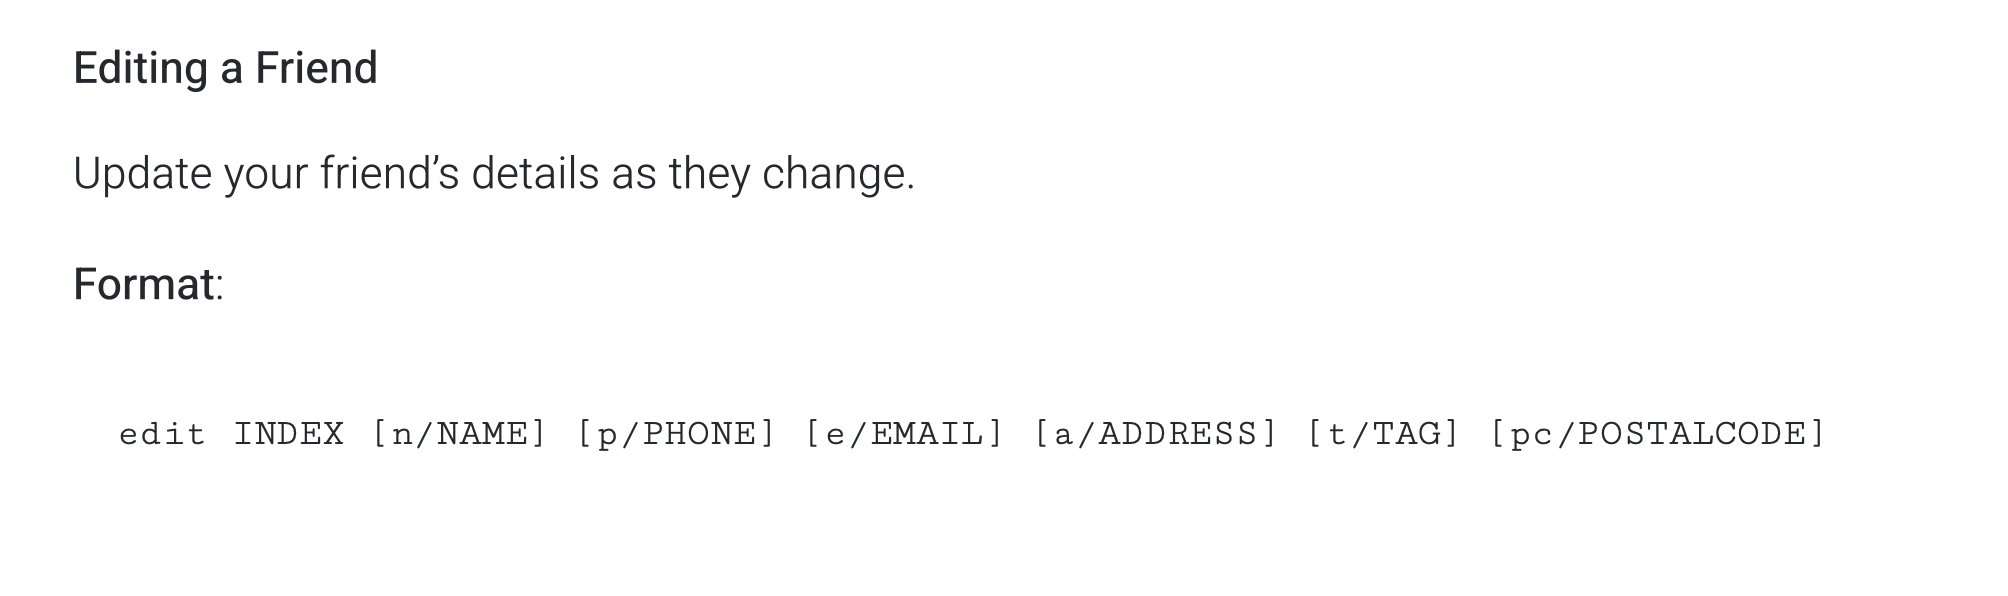 Editing a Friend
Update your friend’s details as they change.
Format:
edit INDEX [n/NAME] [p/PHONE] [e/EMAIL] [a/ADDRESS] [t/TAG] [pc/POSTALCODE]